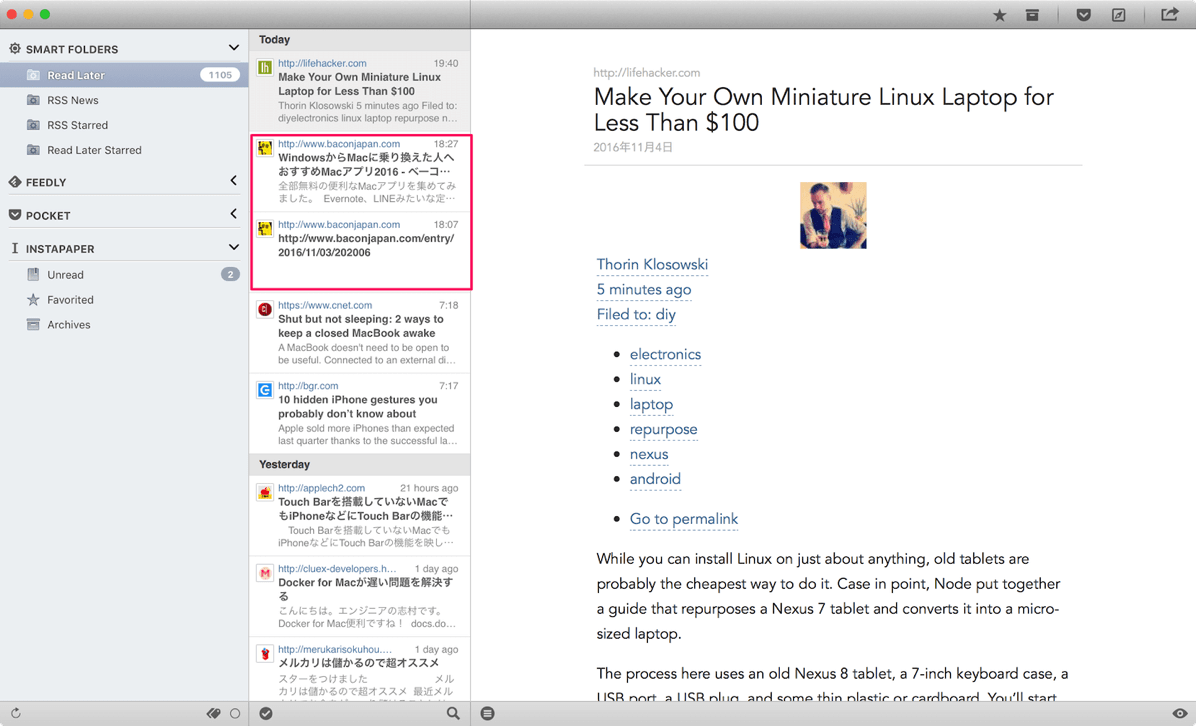 SMART FOLDERS
Read Later 1105
RSS News
RSS Starred
Read Later Starred
FEEDLY
POCKET
INSTAPAPER
Unread 2
Favorited
Archives
Today
http://lifehacker.com 19:40
Make Your Own Miniature Linux
Laptop for Less Than $100
Thorin Klosowski 5 minutes ago Filed to:
diyelectronics linux laptop repurpose n…
http://www.baconjapan.com 18:27
WindowsからMacに乗り換えた人へ
おすすめMacアプリ2016 - ベーコ…
全部無料の便利なMacアプリを集めてみ
ました。 Evernote、LINEみたいな定…
http://www.baconjapan.com 18:07
http://www.baconjapan.com/entry/
2016/11/03/202006
https://www.cnet.com 7:18
Shut but not sleeping: 2 ways to
keep a closed MacBook awake
A MacBook doesn't need to be open to
be useful. Connected to an external di…
http://bgr.com 7:17
10 hidden iPhone gestures you
probably don't know about
Apple sold more iPhones than expected
last quarter thanks to the successful la…
Yesterday
http://applech2.com 21 hours ago
Touch Barを搭載していないMacで
もiPhoneなどにTouch Barの機能…
Touch Barを搭載していないMacでも
iPhoneなどにTouch Barの機能を映し…
http://cluex-developers.h… 1 day ago
Docker for Macが遅い問題を解決す
る
こんにちは。エンジニアの志村です。
Docker for Mac便利ですね！ docs.do…
http://merukarisokuhou.… 1 day ago
メルカリは儲かるので超オススメ
スターをつけました メル
カリは儲かるので超オススメ 最近メル
http://lifehacker.com
Make Your Own Miniature Linux Laptop for
Less Than $100
2016年11月4日
Thorin Klosowski
5 minutes ago
Filed to: diy
electronics
linux
laptop
repurpose
nexus
android
Go to permalink
While you can install Linux on just about anything, old tablets are
probably the cheapest way to do it. Case in point, Node put together
a guide that repurposes a Nexus 7 tablet and converts it into a micro-
sized laptop.
The process here uses an old Nexus 8 tablet, a 7-inch keyboard case, a
USB port, a USB plug, and some thin plastic or cardboard. You'll start